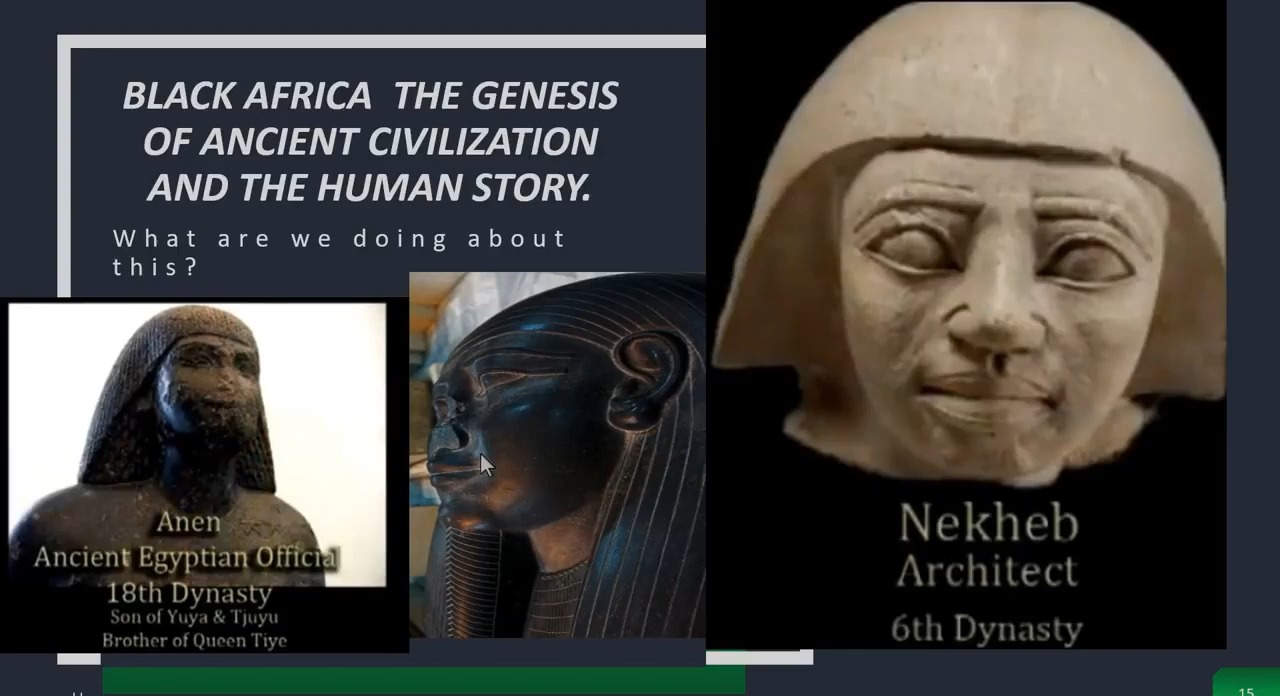 BLACK AFRICA THE GENESIS
OF ANCIENT CIVILIZATION
AND THE HUMAN STORY.
What are we doing about
this?
Anen
Ancient Egyptian Official
18th Dynasty
Son of Yuya & Tjuyu
Brother of Queen Tiye
Nekheb
Architect
6th Dynasty
15